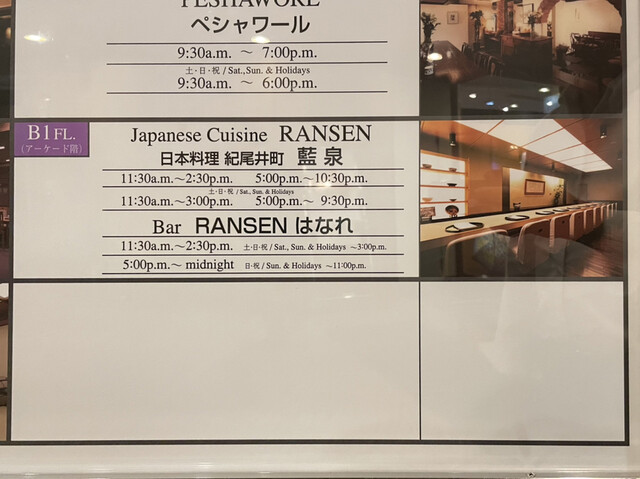 PESHAWORE
ペシャワール
9:30a.m. ～ 7:00p.m.
土・日・祝 / Sat., Sun. & Holidays
9:30a.m. ～ 6:00p.m.
B1FL.
(アーケード階)
Japanese Cuisine RANSEN
日本料理 紀尾井町 藍泉
11:30a.m.～2:30p.m. 5:00p.m.～10:30p.m.
土・日・祝 / Sat., Sun. & Holidays
11:30a.m.～3:00p.m. 5:00p.m.～ 9:30p.m.
Bar RANSEN はなれ
11:30a.m.～2:30p.m. 土・日・祝 / Sat., Sun. & Holidays ～3:00p.m.
5:00p.m.～ midnight 日・祝 / Sun. & Holidays ～11:00p.m.